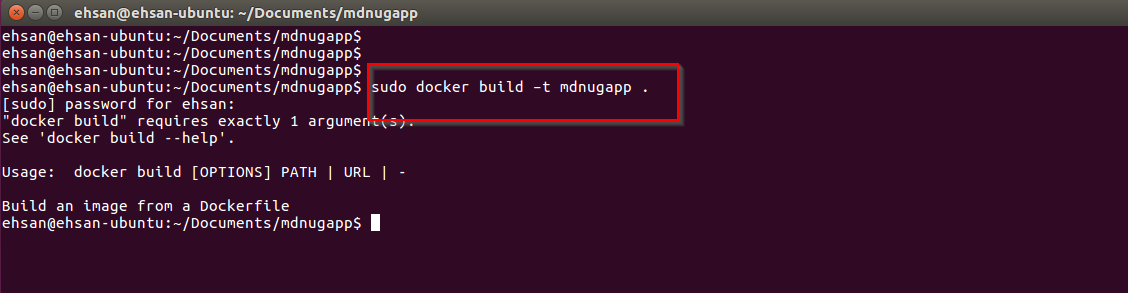 ehsan@ehsan-ubuntu: ~/Documents/mdnugapp
ehsan@ehsan-ubuntu:~/Documents/mdnugapp$
ehsan@ehsan-ubuntu:~/Documents/mdnugapp$
ehsan@ehsan-ubuntu:~/Documents/mdnugapp$
ehsan@ehsan-ubuntu:~/Documents/mdnugapp$ sudo docker build –t mdnugapp .
[sudo] password for ehsan:
"docker build" requires exactly 1 argument(s).
See 'docker build --help'.
Usage:  docker build [OPTIONS] PATH | URL | -
Build an image from a Dockerfile
ehsan@ehsan-ubuntu:~/Documents/mdnugapp$